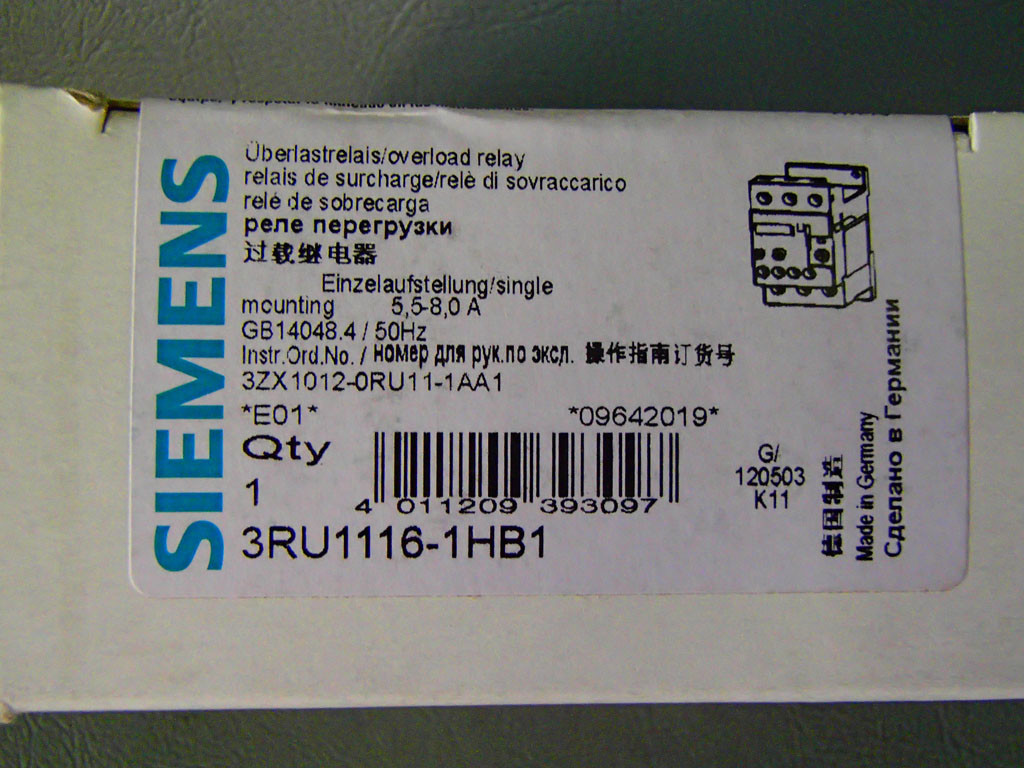 SIEMENS
Überlastrelais/overload relay
relais de surcharge/relè di sovraccarico
relé de sobrecarga
реле перегрузки
过载继电器
Einzelaufstellung/single
mounting 5,5-8,0 A
GB14048.4 / 50Hz
Instr.Ord.No. / номер для рук.по эксл. 操作指南订货号
3ZX1012-0RU11-1AA1
*E01* *09642019*
Qty
1
4 011209 393097
3RU1116-1HB1
G/
120503
K11
德国制造
Made in Germany
Сделано в Германии